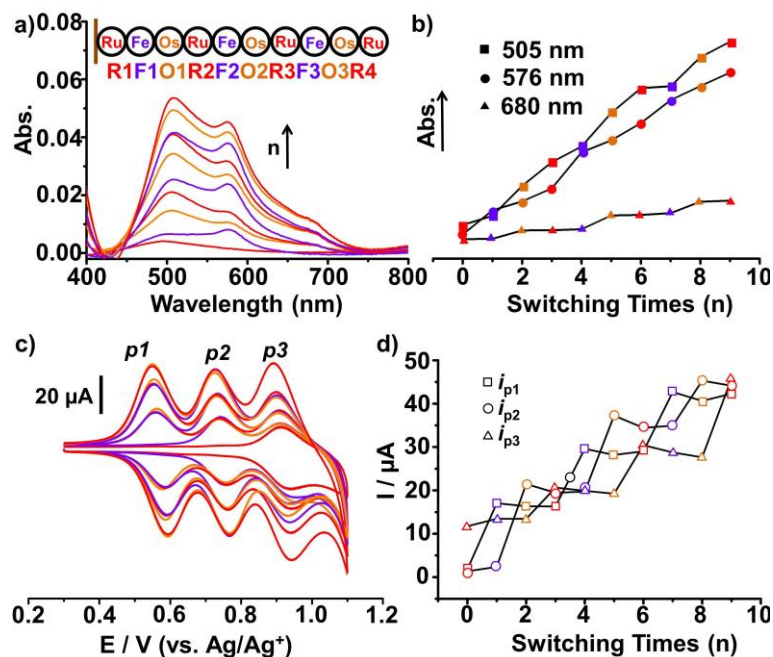 a)
0.08
0.06
0.04
0.02
0.00
Abs.
Ru Fe Os Ru Fe Os Ru Fe Os Ru
R1F1O1R2F2O2R3F3O3R4
n
400 500 600 700 800
Wavelength (nm)
b)
Abs.
505 nm
576 nm
680 nm
0 2 4 6 8 10
Switching Times (n)
c)
p1 p2 p3
20 µA
0.2 0.4 0.6 0.8 1.0 1.2
E / V (vs. Ag/Ag⁺)
d)
50
40
30
20
10
0
I / µA
ip1
ip2
ip3
0 2 4 6 8 10
Switching Times (n)